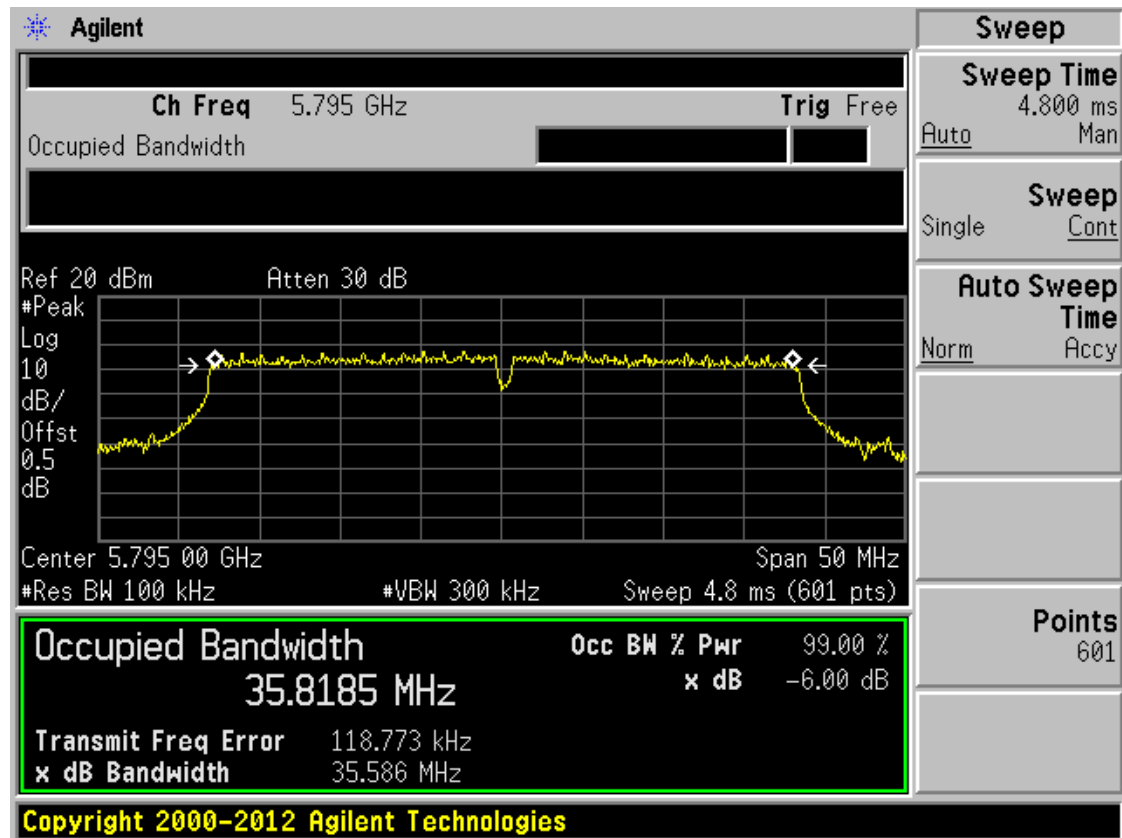 Agilent
Sweep
Ch Freq 5.795 GHz Trig Free
Occupied Bandwidth
Sweep Time
4.800 ms
Auto Man
Sweep
Single Cont
Ref 20 dBm Atten 30 dB
#Peak
Log
10
dB/
Offst
0.5
dB
Auto Sweep
Time
Norm Accy
Center 5.795 00 GHz Span 50 MHz
#Res BW 100 kHz #VBW 300 kHz Sweep 4.8 ms (601 pts)
Occupied Bandwidth Occ BW % Pwr 99.00 %
35.8185 MHz x dB -6.00 dB
Transmit Freq Error 118.773 kHz
x dB Bandwidth 35.586 MHz
Points
601
Copyright 2000-2012 Agilent Technologies